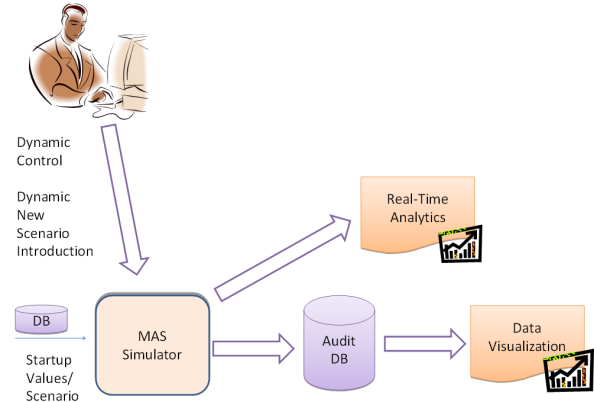 Dynamic
Control
Dynamic
New
Scenario
Introduction
Real-Time
Analytics
DB
Startup
Values/
Scenario
MAS
Simulator
Audit
DB
Data
Visualization